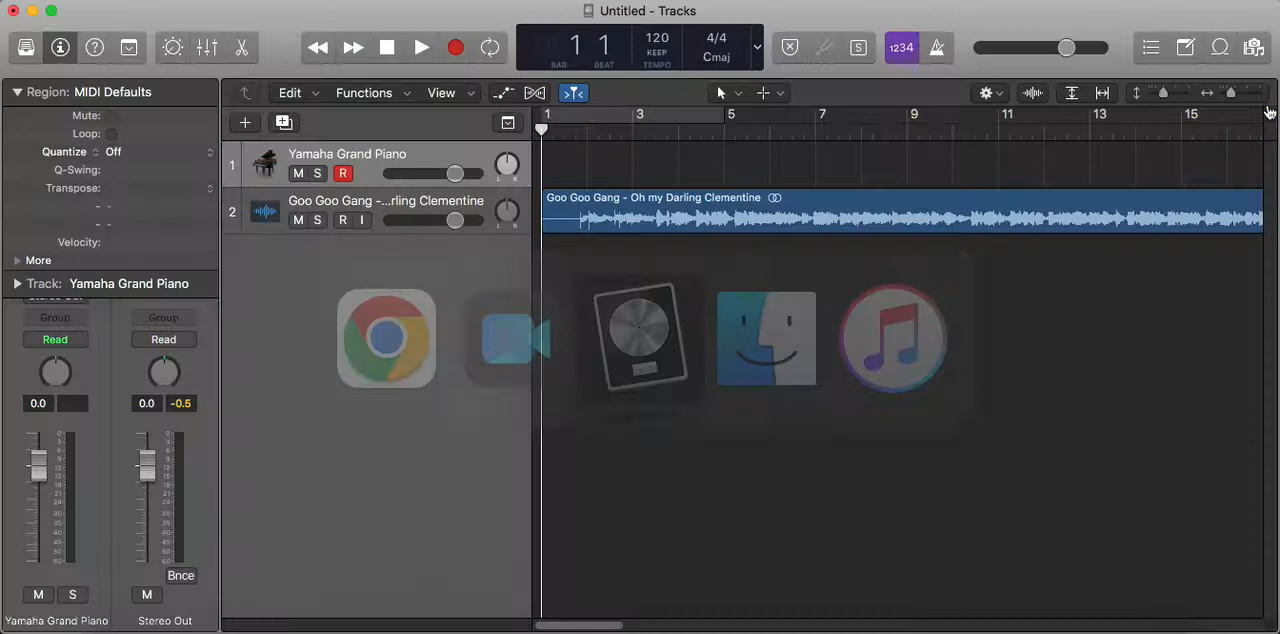 Untitled - Tracks
1 1
BAR BEAT
120
KEEP
TEMPO
4/4
Cmaj
S
1234
Region: MIDI Defaults
Edit Functions View
Mute:
Loop:
Quantize Off
Q-Swing:
Transpose:
Velocity:
More
Track: Yamaha Grand Piano
1 3 5 7 9 11 13 15
1 Yamaha Grand Piano
M S R
L R
2 Goo Goo Gang -...rling Clementine
M S R I
L R
Goo Goo Gang - Oh my Darling Clementine
Group Group
Read Read
0.0 0.0 -0.5
Bnce
M S M
Yamaha Grand Piano Stereo Out